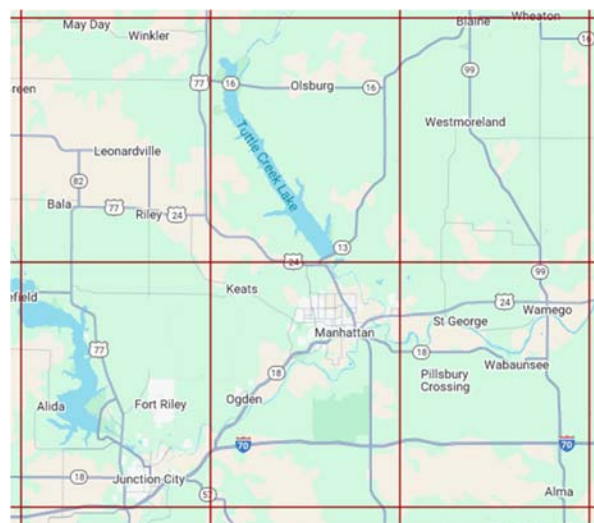 May Day
Winkler
Blaine
Wheaton
16
77
16
Olsburg
16
99
reen
Westmoreland
Tuttle Creek Lake
Leonardville
82
Bala
77
Riley
24
13
24
99
efield
Keats
24
Wamego
St George
Manhattan
77
18
18
Wabaunsee
Pillsbury
Crossing
Alida
Fort Riley
Ogden
70
70
18
Junction City
57
Alma